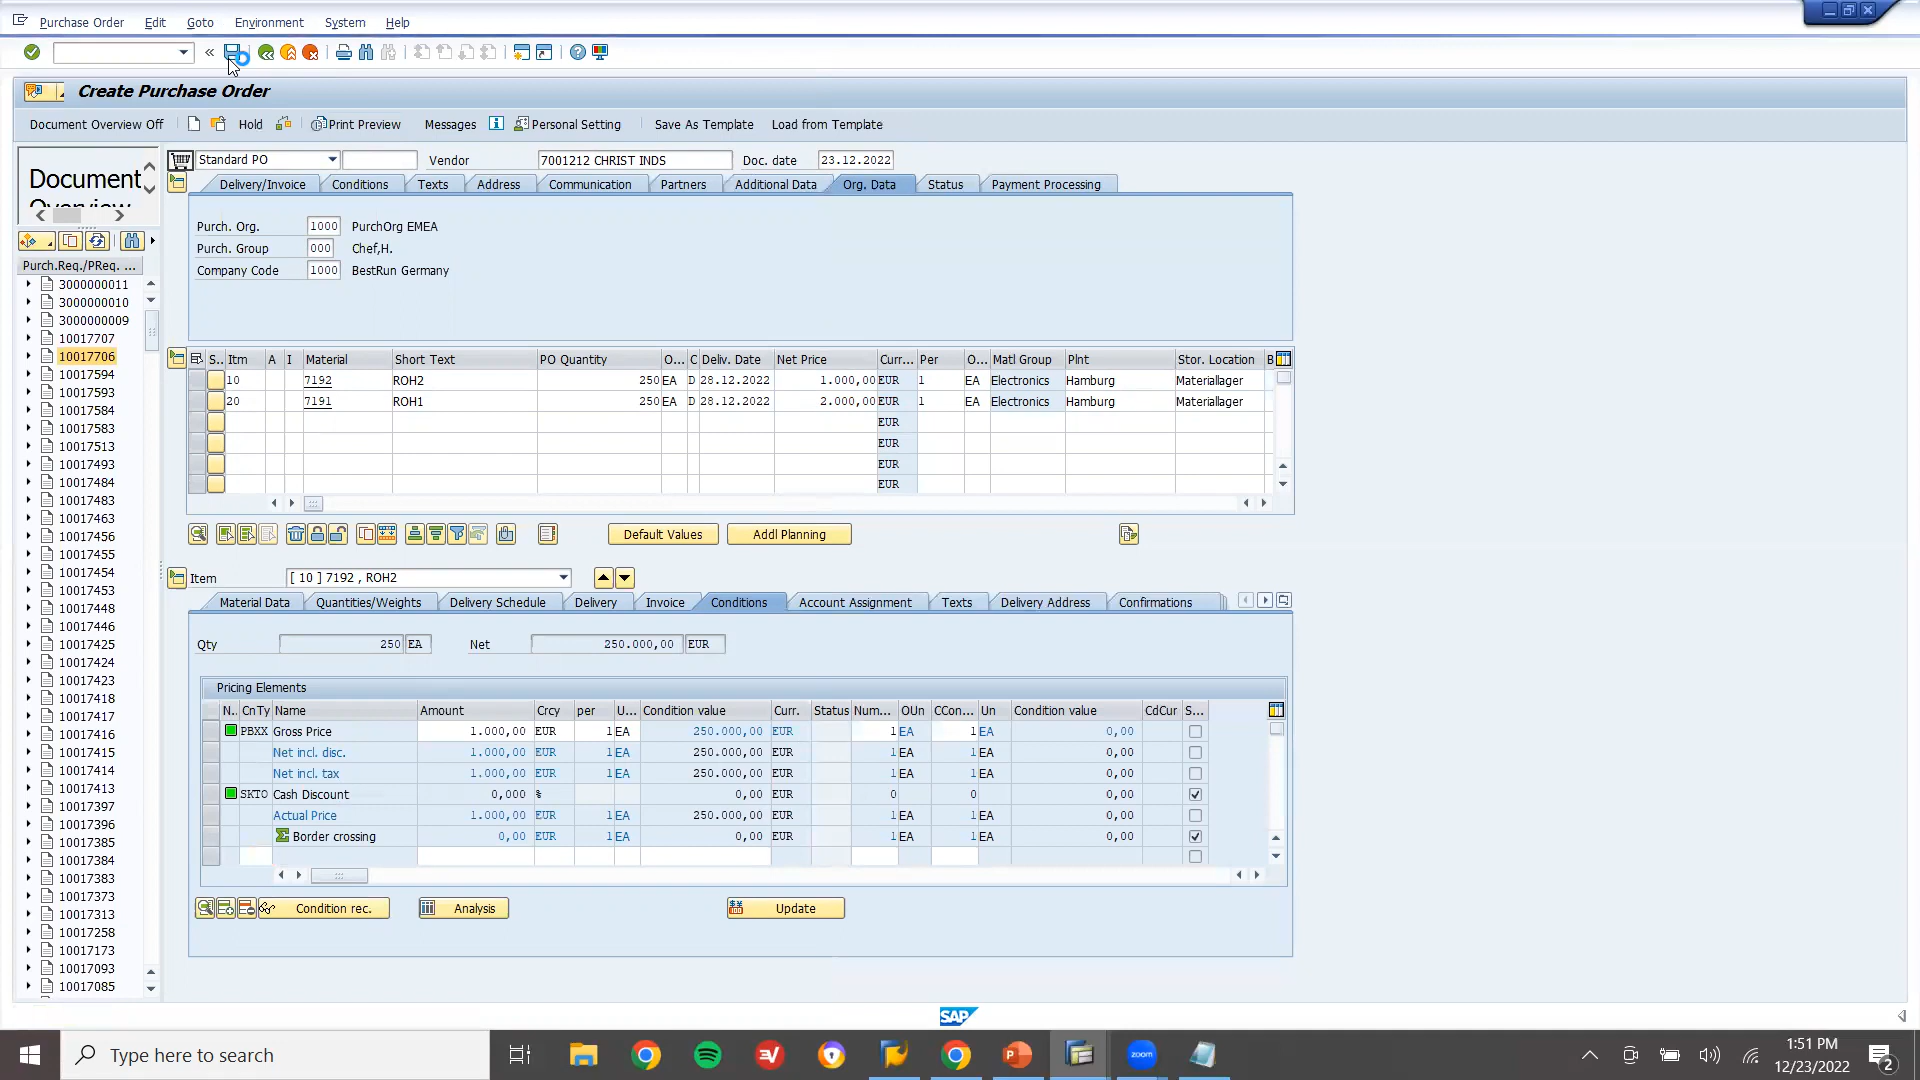 Purchase Order Edit Goto Environment System Help
Create Purchase Order
Document Overview Off Hold Print Preview Messages Personal Setting Save As Template Load from Template
Standard PO Vendor 7001212 CHRIST INDS Doc. date 23.12.2022
Delivery/Invoice Conditions Texts Address Communication Partners Additional Data Org. Data Status Payment Processing
Purch. Org. 1000 PurchOrg EMEA
Purch. Group 000 Chef,H.
Company Code 1000 BestRun Germany
Document
Overview
Purch.Req./PReq. ...
3000000011
3000000010
3000000009
10017707
10017706
10017594
10017593
10017584
10017583
10017513
10017493
10017484
10017483
10017463
10017456
10017455
10017454
10017453
10017448
10017446
10017425
10017424
10017423
10017418
10017417
10017416
10017415
10017414
10017413
10017397
10017396
10017385
10017384
10017383
10017373
10017313
10017258
10017173
10017093
10017085
S.. Itm A I Material Short Text PO Quantity O... C Deliv. Date Net Price Curr... Per O... Matl Group Plnt Stor. Location B
10 7192 ROH2 250 EA D 28.12.2022 1.000,00 EUR 1 EA Electronics Hamburg Materiallager
20 7191 ROH1 250 EA D 28.12.2022 2.000,00 EUR 1 EA Electronics Hamburg Materiallager
EUR
EUR
EUR
EUR
Default Values Addl Planning
Item [ 10 ] 7192 , ROH2
Material Data Quantities/Weights Delivery Schedule Delivery Invoice Conditions Account Assignment Texts Delivery Address Confirmations
Qty 250 EA Net 250.000,00 EUR
Pricing Elements
N.. CnTy Name Amount Crcy per U... Condition value Curr. Status Num... OUn CCon... Un Condition value CdCur S...
PBXX Gross Price 1.000,00 EUR 1 EA 250.000,00 EUR 1 EA 1 EA 0,00
Net incl. disc. 1.000,00 EUR 1 EA 250.000,00 EUR 1 EA 1 EA 0,00
Net incl. tax 1.000,00 EUR 1 EA 250.000,00 EUR 1 EA 1 EA 0,00
SKTO Cash Discount 0,000 % 0,00 EUR 0 0 0,00
Actual Price 1.000,00 EUR 1 EA 250.000,00 EUR 1 EA 1 EA 0,00
Border crossing 0,00 EUR 1 EA 0,00 EUR 1 EA 1 EA 0,00
Condition rec. Analysis Update
SAP
Type here to search
zoom
1:51 PM
12/23/2022
2